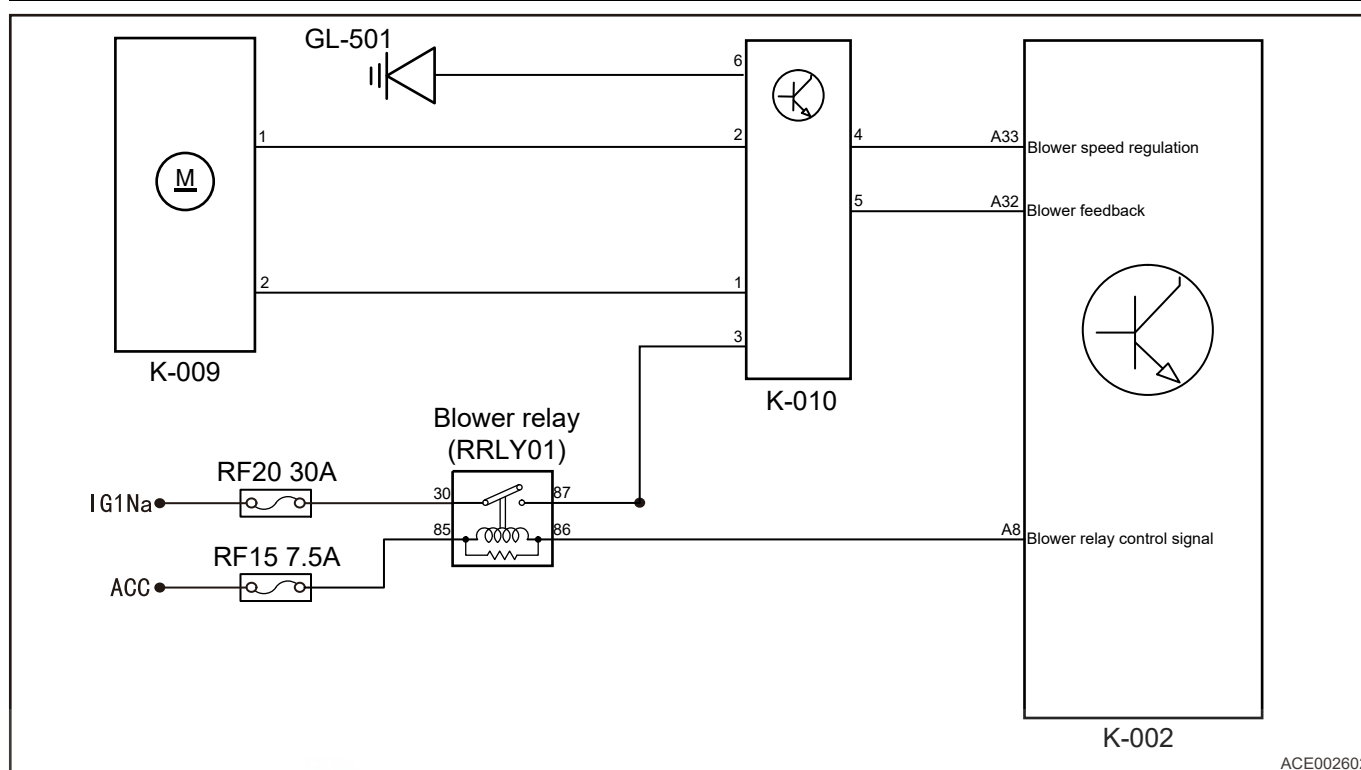 GL-501
6
1
2
4
A33
Blower speed regulation
M
5
A32
Blower feedback
2
1
3
K-009
K-010
Blower relay
(RRLY01)
RF20 30A
IG1Na
30
87
85
86
A8
Blower relay control signal
RF15 7.5A
ACC
K-002
ACE002602